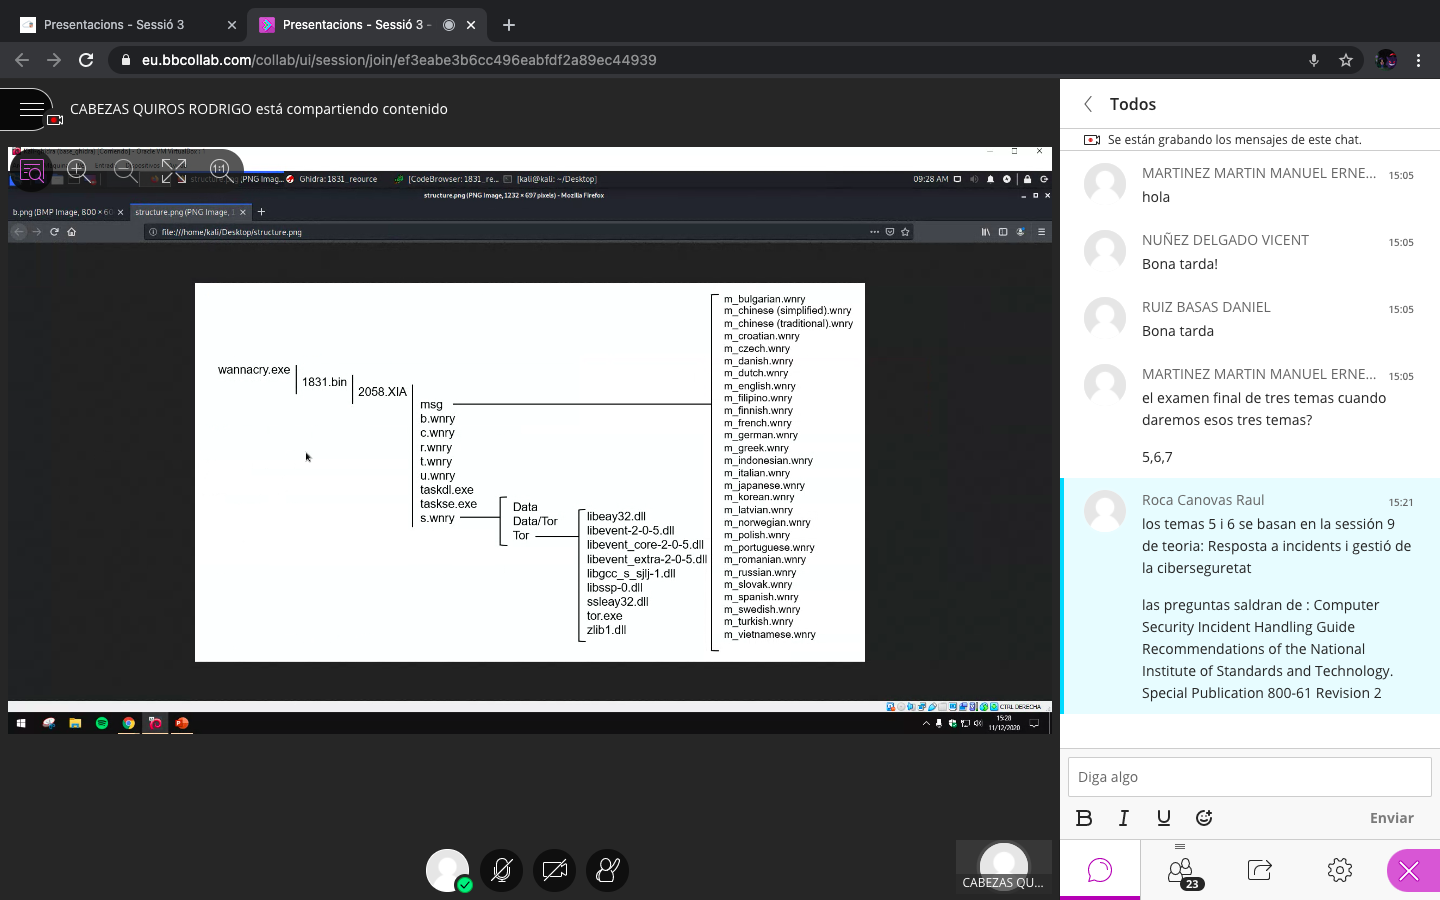 Presentacions - Sessió 3
Presentacions - Sessió 3 -
eu.bbcollab.com/collab/ui/session/join/ef3eabe3b6cc496eabfdf2a89ec44939
CABEZAS QUIROS RODRIGO está compartiendo contenido
1:1
(PNG Imag...
Ghidra: 1831_reource
[CodeBrowser: 1831_re...
[kali@kali: ~/Desktop]
09:28 AM
structure.png (PNG Image, 1232 × 697 pixels) - Mozilla Firefox
b.png (BMP Image, 800 × 60
structure.png (PNG Image, 1
file:///home/kali/Desktop/structure.png
wannacry.exe
1831.bin
2058.XIA
msg
b.wnry
c.wnry
r.wnry
t.wnry
u.wnry
taskdl.exe
taskse.exe
s.wnry
Data
Data/Tor
Tor
libeay32.dll
libevent-2-0-5.dll
libevent_core-2-0-5.dll
libevent_extra-2-0-5.dll
libgcc_s_sjlj-1.dll
libssp-0.dll
ssleay32.dll
tor.exe
zlib1.dll
m_bulgarian.wnry
m_chinese (simplified).wnry
m_chinese (traditional).wnry
m_croatian.wnry
m_czech.wnry
m_danish.wnry
m_dutch.wnry
m_english.wnry
m_filipino.wnry
m_finnish.wnry
m_french.wnry
m_german.wnry
m_greek.wnry
m_indonesian.wnry
m_italian.wnry
m_japanese.wnry
m_korean.wnry
m_latvian.wnry
m_norwegian.wnry
m_polish.wnry
m_portuguese.wnry
m_romanian.wnry
m_russian.wnry
m_slovak.wnry
m_spanish.wnry
m_swedish.wnry
m_turkish.wnry
m_vietnamese.wnry
CTRL DERECHA
15:28
11/12/2020
CABEZAS QU...
Todos
Se están grabando los mensajes de este chat.
MARTINEZ MARTIN MANUEL ERNE... 15:05
hola
NUÑEZ DELGADO VICENT 15:05
Bona tarda!
RUIZ BASAS DANIEL 15:05
Bona tarda
MARTINEZ MARTIN MANUEL ERNE... 15:05
el examen final de tres temas cuando
daremos esos tres temas?
5,6,7
Roca Canovas Raul 15:21
los temas 5 i 6 se basan en la sessión 9
de teoria: Resposta a incidents i gestió de
la ciberseguretat
las preguntas saldran de : Computer
Security Incident Handling Guide
Recommendations of the National
Institute of Standards and Technology.
Special Publication 800-61 Revision 2
Diga algo
B I U
Enviar
23